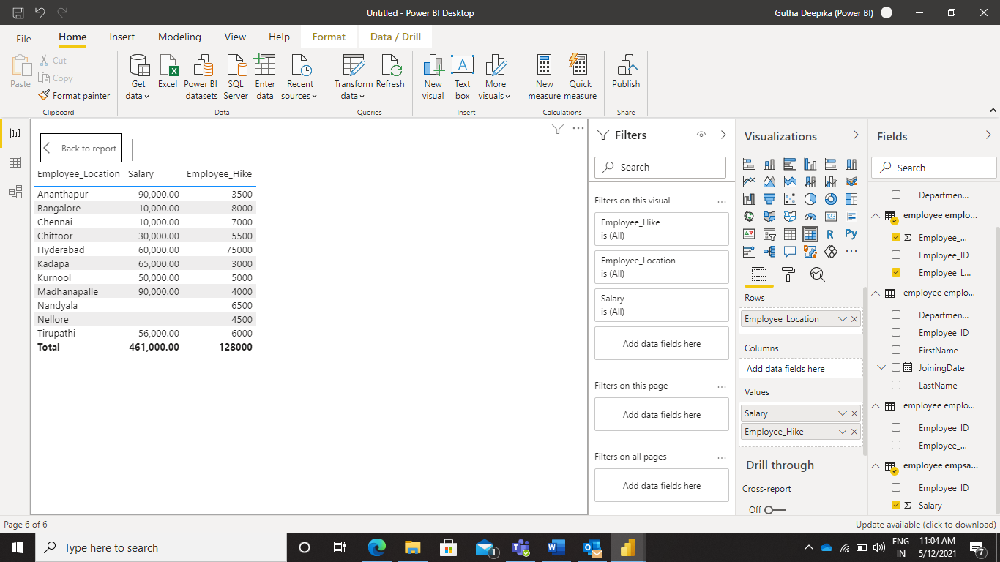 Untitled - Power BI Desktop
Gutha Deepika (Power BI)
File Home Insert Modeling View Help Format Data / Drill
Paste
Cut
Copy
Format painter
Clipboard
Get data
Excel
Power BI datasets
SQL Server
Enter data
Recent sources
Data
Transform data
Refresh
Queries
New visual
Text box
More visuals
Insert
New measure
Quick measure
Calculations
Publish
Share
Back to report
Employee_Location Salary Employee_Hike
Ananthapur 90,000.00 3500
Bangalore 10,000.00 8000
Chennai 10,000.00 7000
Chittoor 30,000.00 5500
Hyderabad 60,000.00 75000
Kadapa 65,000.00 3000
Kurnool 50,000.00 5000
Madhanapalle 90,000.00 4000
Nandyala 6500
Nellore 4500
Tirupathi 56,000.00 6000
Total 461,000.00 128000
Filters
Search
Filters on this visual ...
Employee_Hike
is (All)
Employee_Location
is (All)
Salary
is (All)
Add data fields here
Filters on this page ...
Add data fields here
Filters on all pages ...
Add data fields here
Visualizations
123
R Py
...
Rows
Employee_Location
Columns
Add data fields here
Values
Salary
Employee_Hike
Drill through
Cross-report
Off
Fields
Search
Departmen...
employee emplo...
Σ Employee_...
Employee_ID
Employee_L...
employee emplo...
Departmen...
Employee_ID
FirstName
JoiningDate
LastName
employee emplo...
Employee_ID
Employee_...
employee empsa...
Employee_ID
Σ Salary
Page 6 of 6
Update available (click to download)
Type here to search
1
ENG
IN
11:04 AM
5/12/2021
7